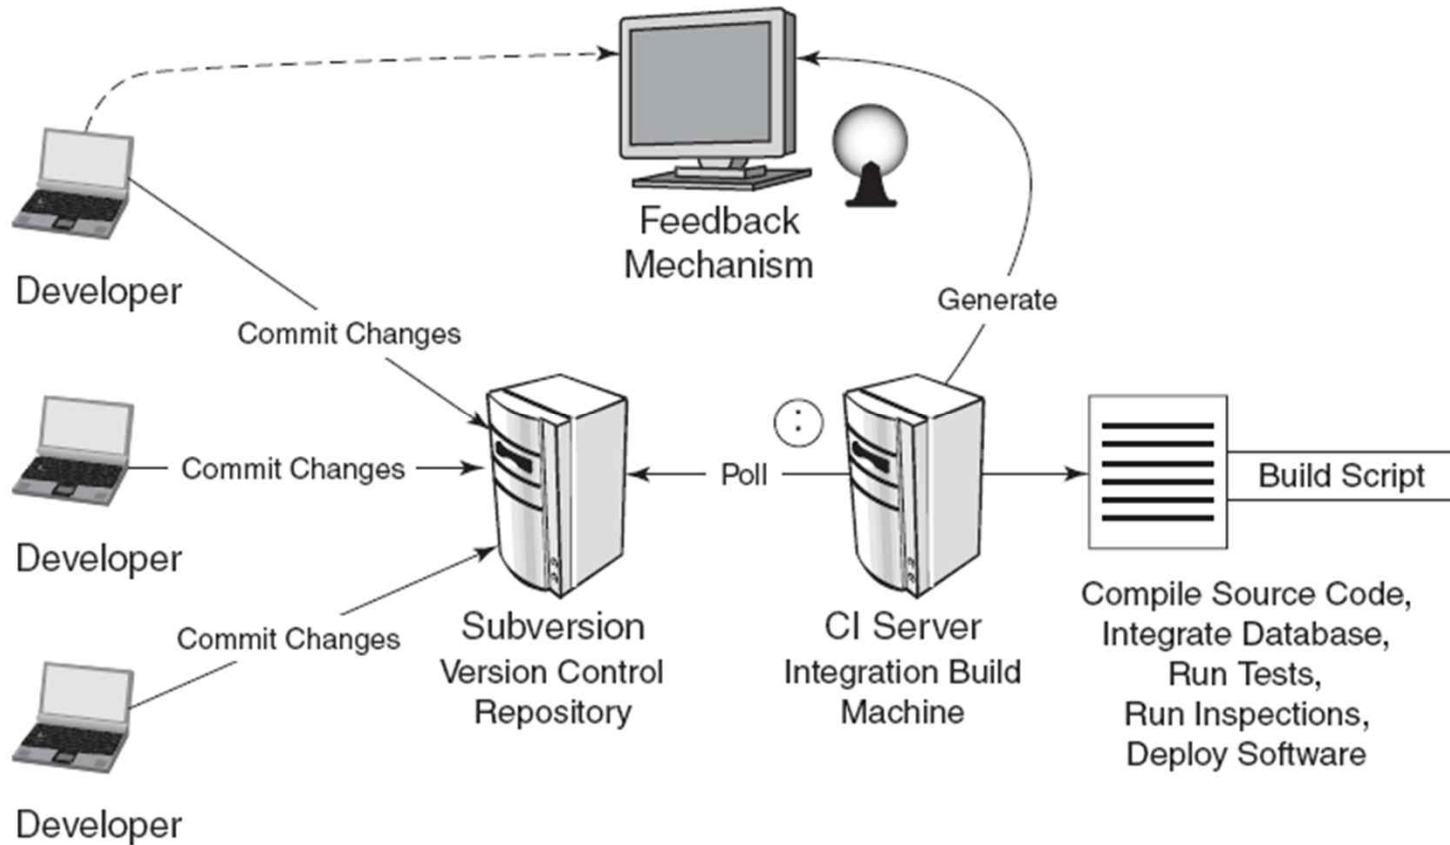 Feedback
Mechanism
Developer
Generate
Commit Changes
Commit Changes
Poll
Build Script
Developer
Compile Source Code,
Integrate Database,
Run Tests,
Run Inspections,
Deploy Software
Subversion
Version Control
Repository
CI Server
Integration Build
Machine
Commit Changes
Developer